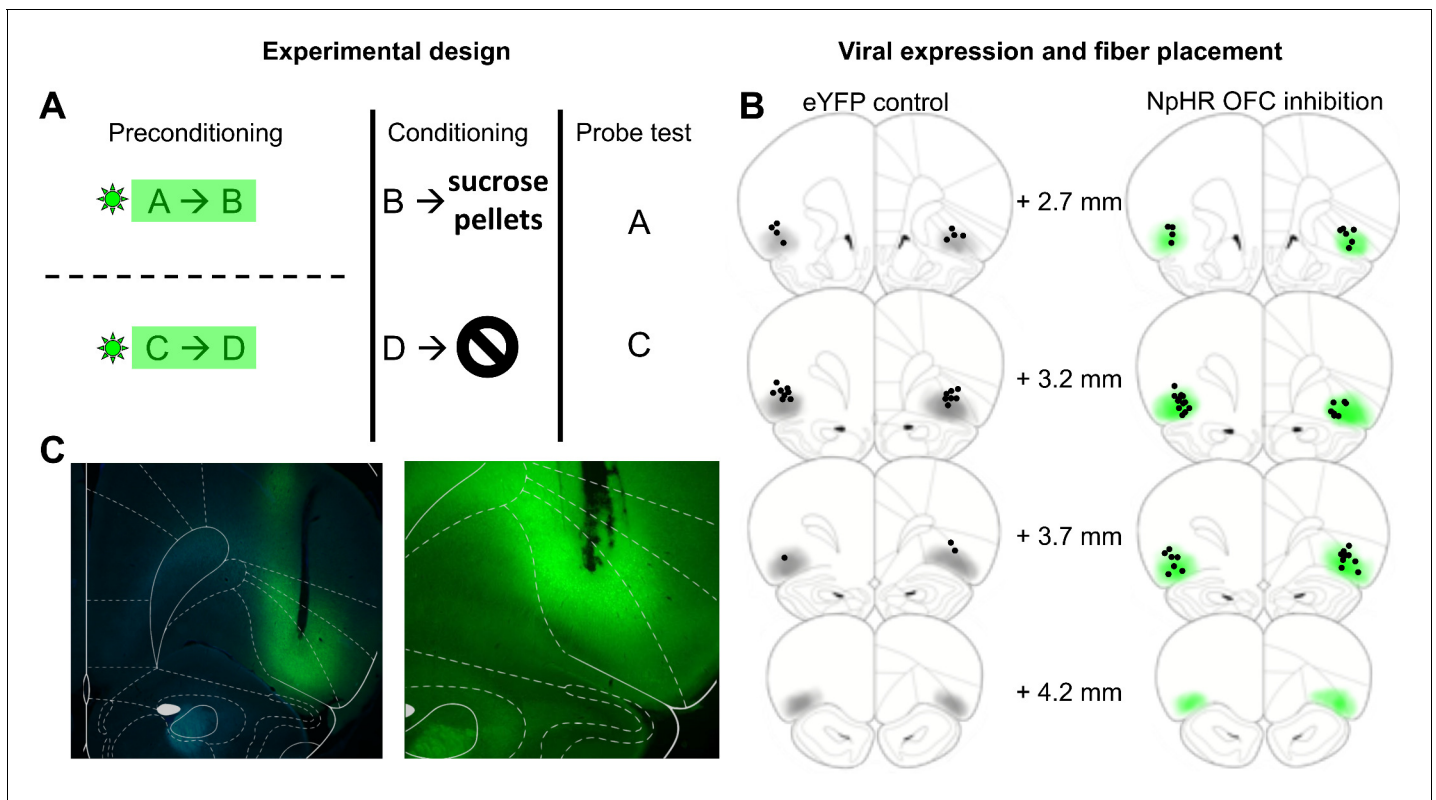 Experimental design
Viral expression and fiber placement
A
Preconditioning
Conditioning
Probe test
A → B
B → sucrose pellets
A
C → D
D →
C
B
eYFP control
NpHR OFC inhibition
+ 2.7 mm
+ 3.2 mm
+ 3.7 mm
+ 4.2 mm
C